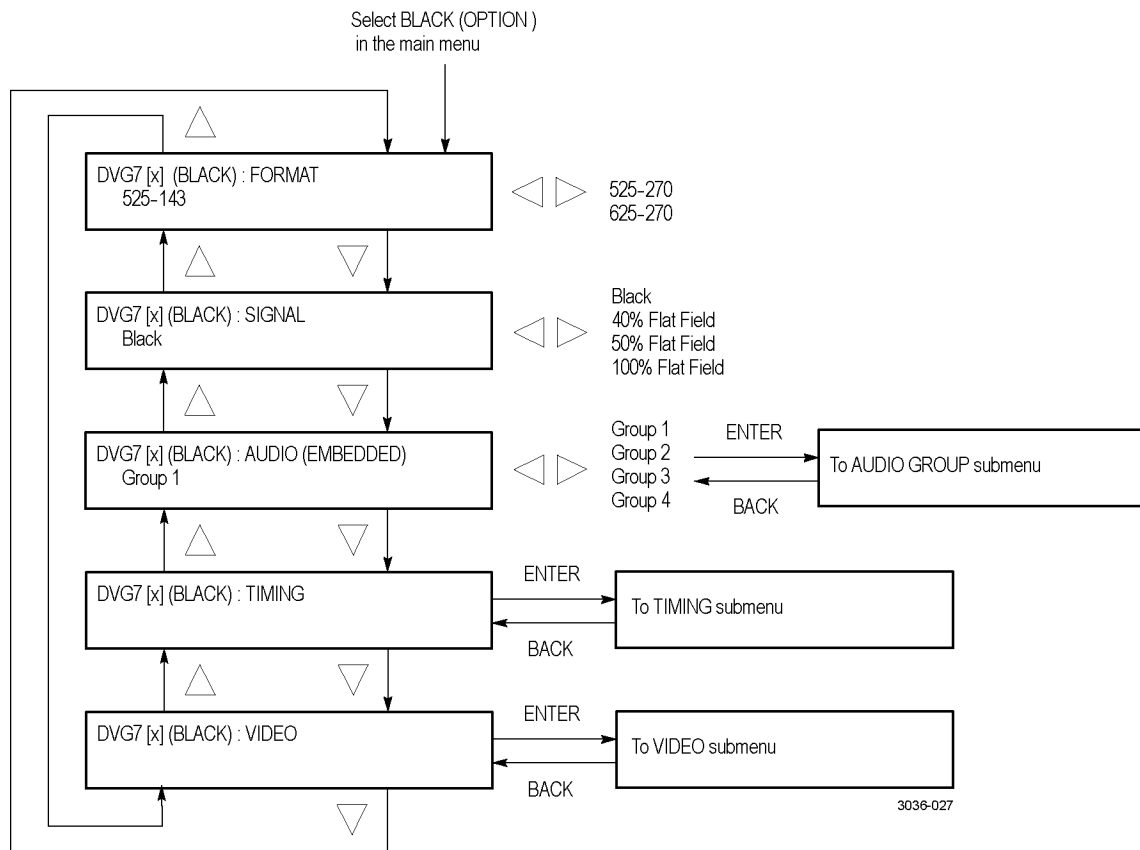 Select BLACK (OPTION )
in the main menu
DVG7 [x] (BLACK) : FORMAT
525-143
525-270
625-270
DVG7 [x] (BLACK) : SIGNAL
Black
Black
40% Flat Field
50% Flat Field
100% Flat Field
DVG7 [x] (BLACK) : AUDIO (EMBEDDED)
Group 1
Group 1
Group 2
Group 3
Group 4
ENTER
BACK
To AUDIO GROUP submenu
DVG7 [x] (BLACK) : TIMING
ENTER
BACK
To TIMING submenu
DVG7 [x] (BLACK) : VIDEO
ENTER
BACK
To VIDEO submenu
3036-027